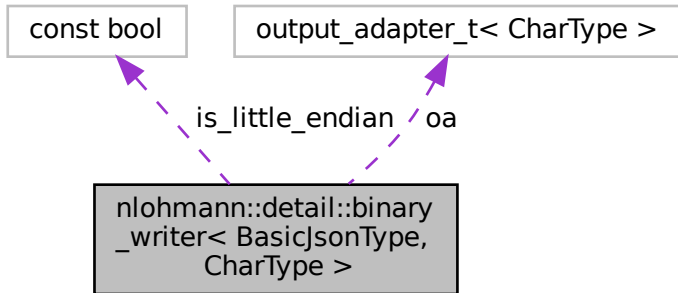 const bool
output_adapter_t< CharType >
is_little_endian
oa
nlohmann::detail::binary
_writer< BasicJsonType,
CharType >